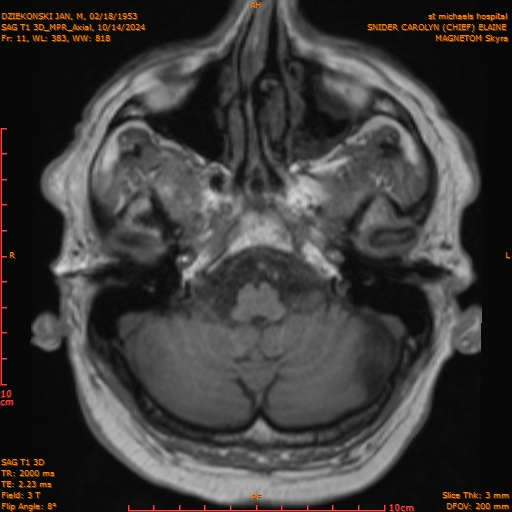 DZIEKONSKI JAN, M, 02/18/1953
SAG T1 3D_MPR_Axial, 10/14/2024
Fr: 11, WL: 383, WW: 818
AH
st michaels hospital
SNIDER CAROLYN (CHIEF) ELAINE
MAGNETOM Skyra
R
L
10
cm
SAG T1 3D
TR: 2000 ms
TE: 2.23 ms
Field: 3 T
Flip Angle: 8°
PF
10cm
Slice Thk: 3 mm
DFOV: 200 mm